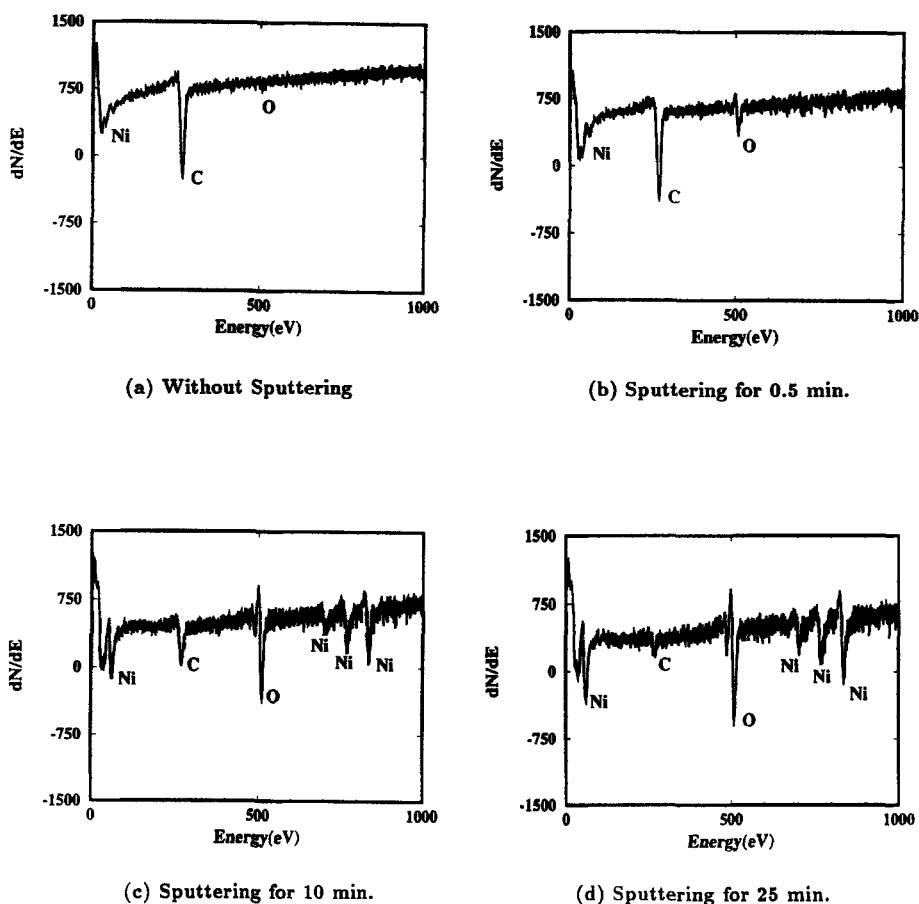 1500
750
0
-750
-1500
dN/dE
Ni
C
O
0
500
1000
Energy(eV)
(a) Without Sputtering
1500
750
0
-750
-1500
dN/dE
Ni
C
O
0
500
1000
Energy(eV)
(b) Sputtering for 0.5 min.
1500
750
0
-750
-1500
dN/dE
Ni
C
O
Ni
Ni
Ni
0
500
1000
Energy(eV)
(c) Sputtering for 10 min.
1500
750
0
-750
-1500
dN/dE
Ni
C
O
Ni
Ni
Ni
0
500
1000
Energy(eV)
(d) Sputtering for 25 min.